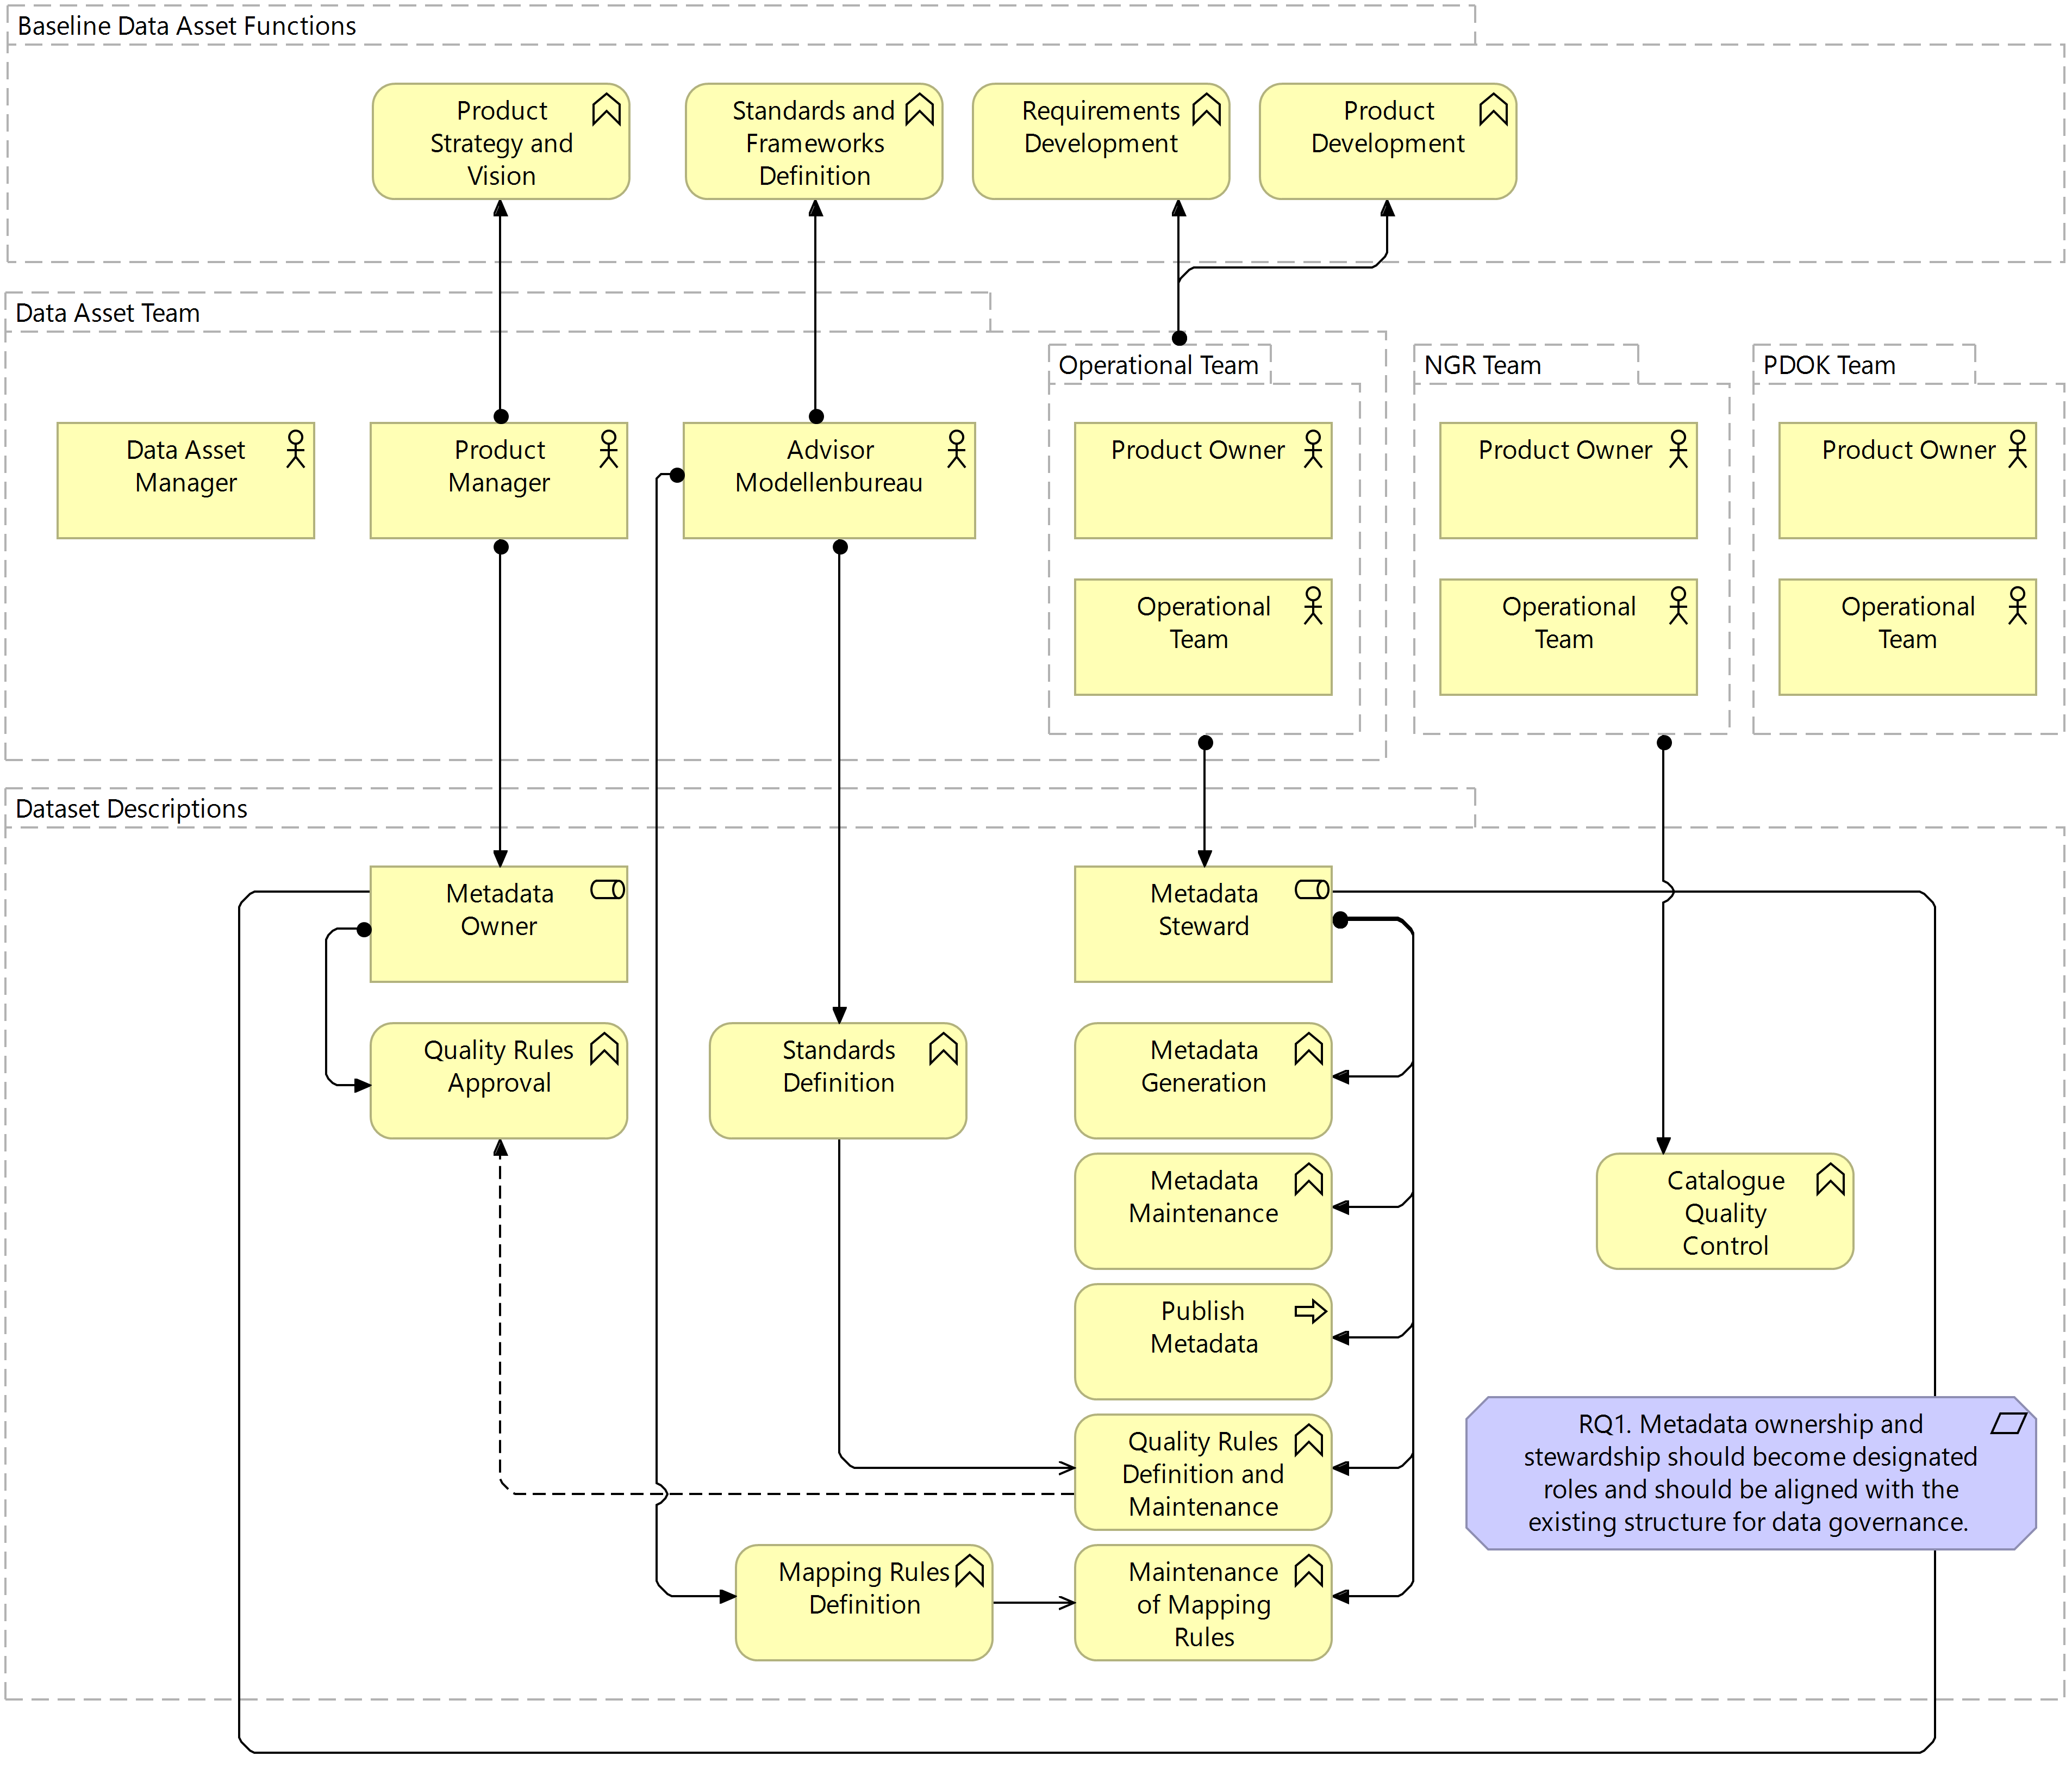 Baseline Data Asset Functions
Product
Strategy and
Vision
Standards and
Frameworks
Definition
Requirements
Development
Product
Development
Data Asset Team
Operational Team
NGR Team
PDOK Team
Data Asset
Manager
Product
Manager
Advisor
Modellenbureau
Product Owner
Product Owner
Product Owner
Operational
Team
Operational
Team
Operational
Team
Dataset Descriptions
Metadata
Owner
Metadata
Steward
Quality Rules
Approval
Standards
Definition
Metadata
Generation
Metadata
Maintenance
Catalogue
Quality
Control
Publish
Metadata
Quality Rules
Definition and
Maintenance
RQ1. Metadata ownership and
stewardship should become designated
roles and should be aligned with the
existing structure for data governance.
Mapping Rules
Definition
Maintenance
of Mapping
Rules